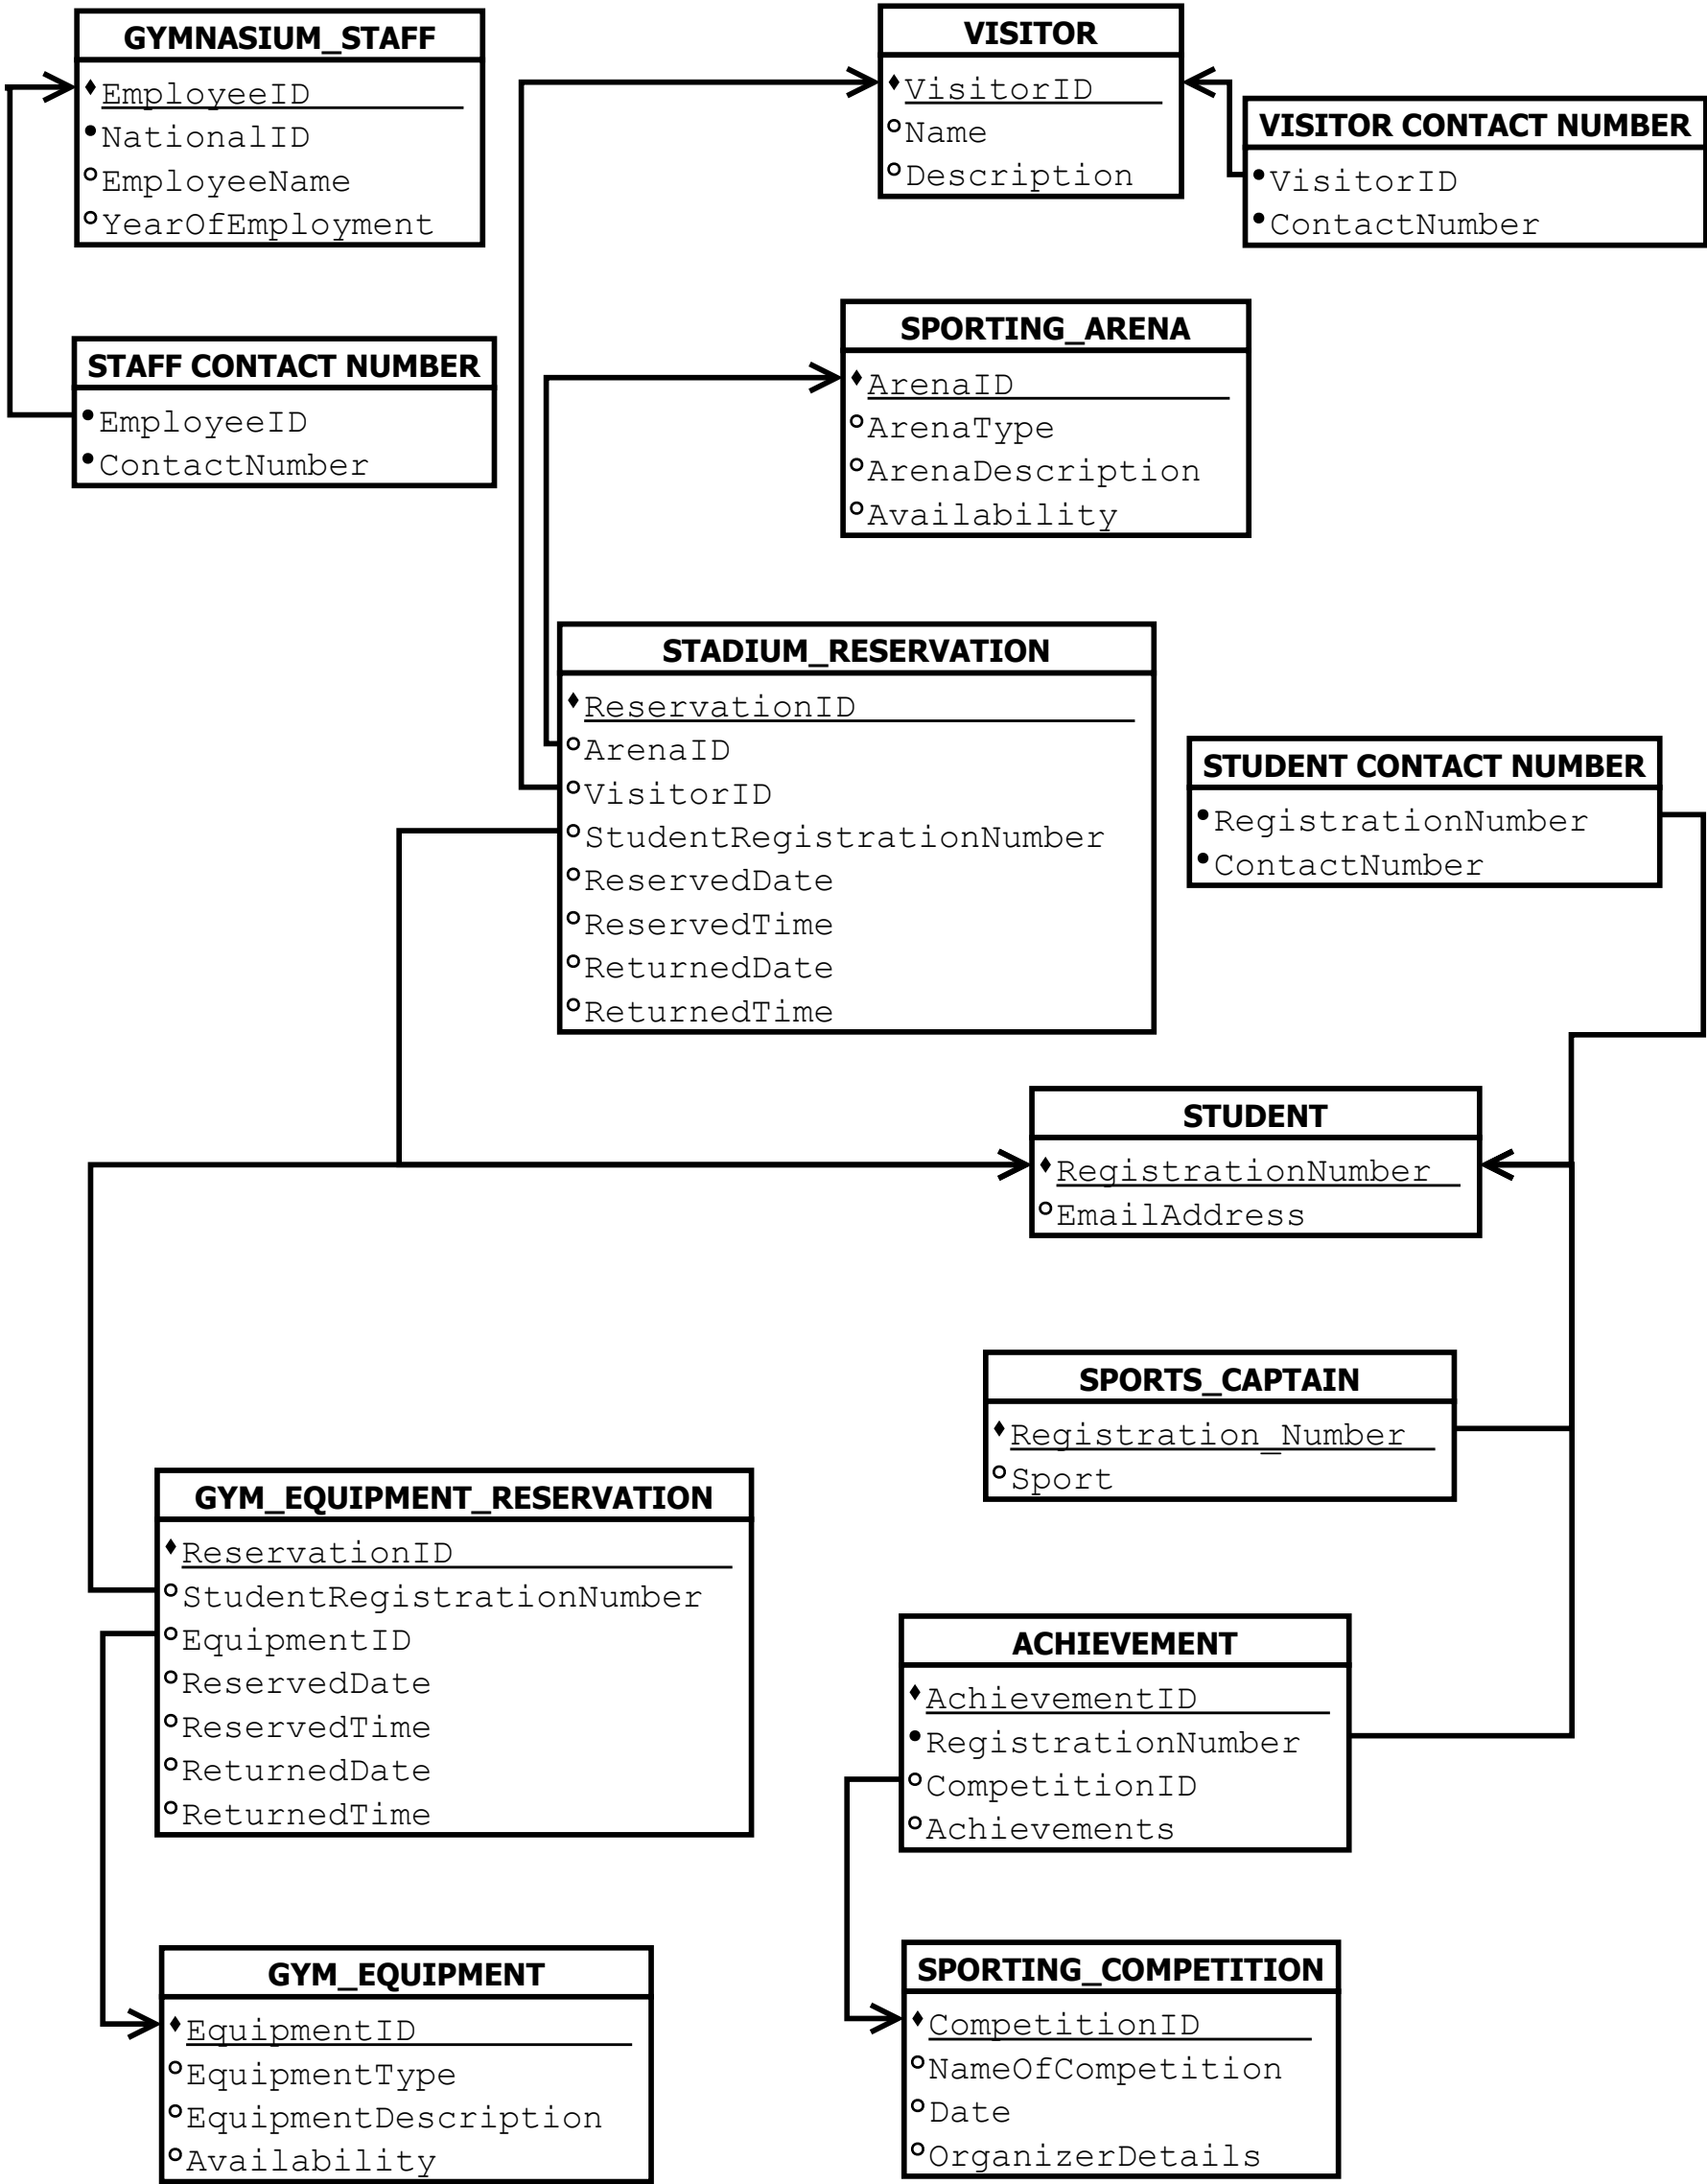 GYMNASIUM_STAFF
EmployeeID
NationalID
EmployeeName
YearOfEmployment
VISITOR
VisitorID
Name
Description
VISITOR CONTACT NUMBER
VisitorID
ContactNumber
STAFF CONTACT NUMBER
EmployeeID
ContactNumber
SPORTING_ARENA
ArenaID
ArenaType
ArenaDescription
Availability
STADIUM_RESERVATION
ReservationID
ArenaID
VisitorID
StudentRegistrationNumber
ReservedDate
ReservedTime
ReturnedDate
ReturnedTime
STUDENT CONTACT NUMBER
RegistrationNumber
ContactNumber
STUDENT
RegistrationNumber
EmailAddress
SPORTS_CAPTAIN
Registration_Number
Sport
GYM_EQUIPMENT_RESERVATION
ReservationID
StudentRegistrationNumber
EquipmentID
ReservedDate
ReservedTime
ReturnedDate
ReturnedTime
ACHIEVEMENT
AchievementID
RegistrationNumber
CompetitionID
Achievements
GYM_EQUIPMENT
EquipmentID
EquipmentType
EquipmentDescription
Availability
SPORTING_COMPETITION
CompetitionID
NameOfCompetition
Date
OrganizerDetails